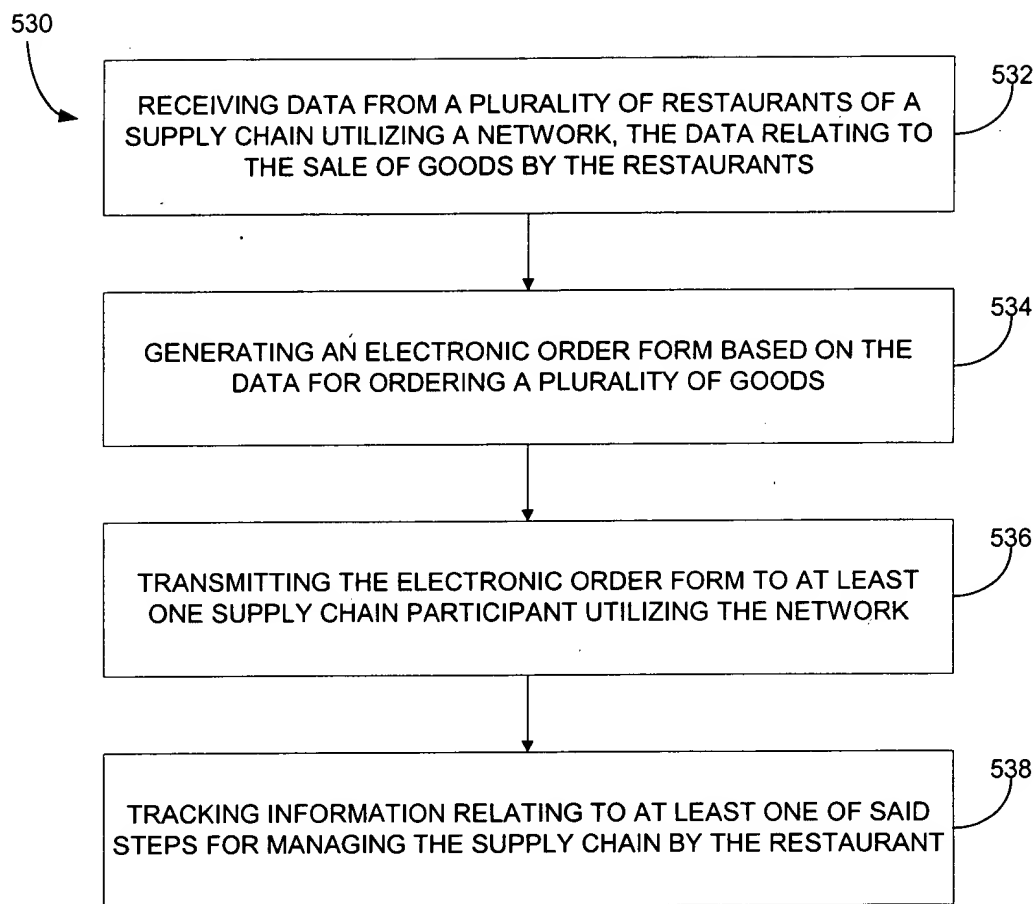 530
532
RECEIVING DATA FROM A PLURALITY OF RESTAURANTS OF A
SUPPLY CHAIN UTILIZING A NETWORK, THE DATA RELATING TO
THE SALE OF GOODS BY THE RESTAURANTS
534
GENERATING AN ELECTRONIC ORDER FORM BASED ON THE
DATA FOR ORDERING A PLURALITY OF GOODS
536
TRANSMITTING THE ELECTRONIC ORDER FORM TO AT LEAST
ONE SUPPLY CHAIN PARTICIPANT UTILIZING THE NETWORK
538
TRACKING INFORMATION RELATING TO AT LEAST ONE OF SAID
STEPS FOR MANAGING THE SUPPLY CHAIN BY THE RESTAURANT